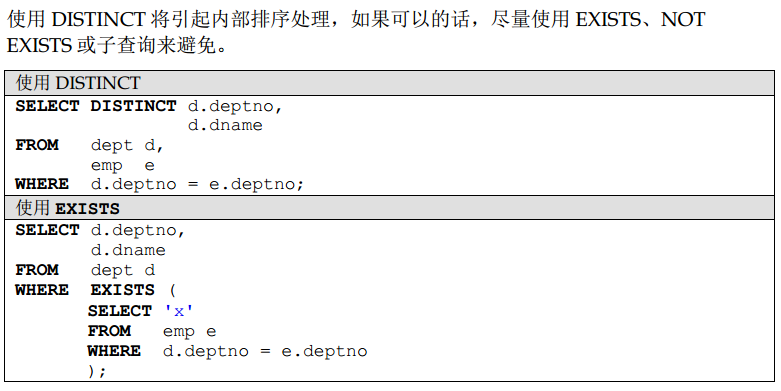 使用 DISTINCT 将引起内部排序处理，如果可以的话，尽量使用 EXISTS、NOT
EXISTS 或子查询来避免。
使用 DISTINCT
SELECT DISTINCT d.deptno,
d.dname
FROM dept d,
emp e
WHERE d.deptno = e.deptno;
使用 EXISTS
SELECT d.deptno,
d.dname
FROM dept d
WHERE EXISTS (
SELECT 'x'
FROM emp e
WHERE d.deptno = e.deptno
);